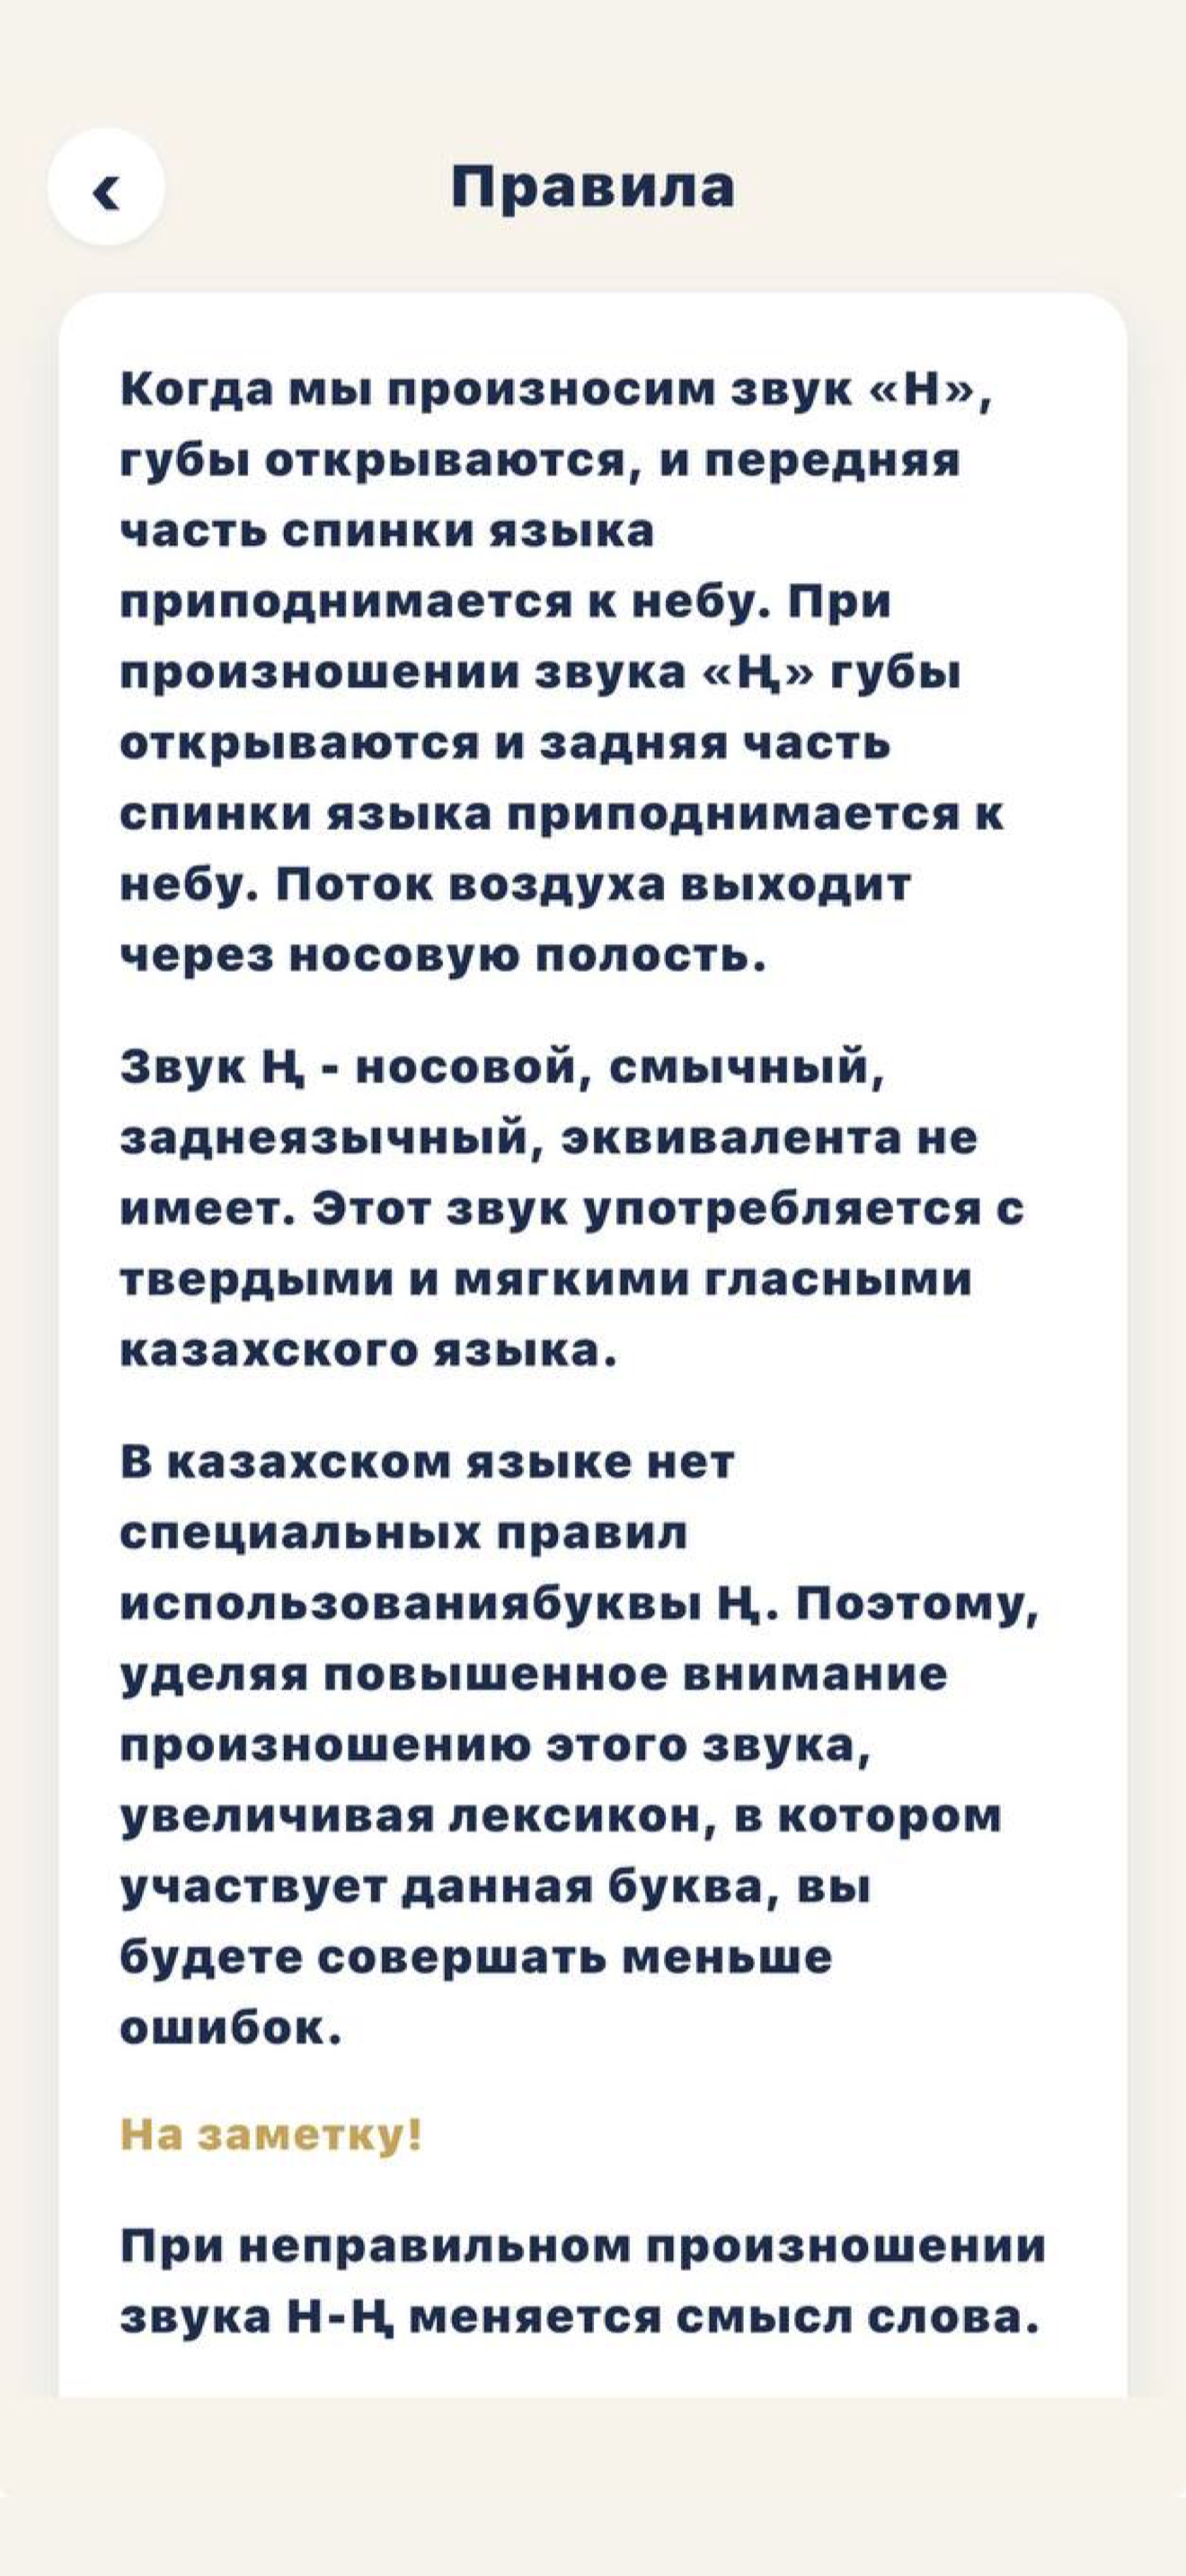 ‹
Правила
Когда мы произносим звук «Н»,
губы открываются, и передняя
часть спинки языка
приподнимается к небу. При
произношении звука «Ң» губы
открываются и задняя часть
спинки языка приподнимается к
небу. Поток воздуха выходит
через носовую полость.
Звук Ң - носовой, смычный,
заднеязычный, эквивалента не
имеет. Этот звук употребляется с
твердыми и мягкими гласными
казахского языка.
В казахском языке нет
специальных правил
использованиябуквы Ң. Поэтому,
уделяя повышенное внимание
произношению этого звука,
увеличивая лексикон, в котором
участвует данная буква, вы
будете совершать меньше
ошибок.
На заметку!
При неправильном произношении
звука Н-Ң меняется смысл слова.